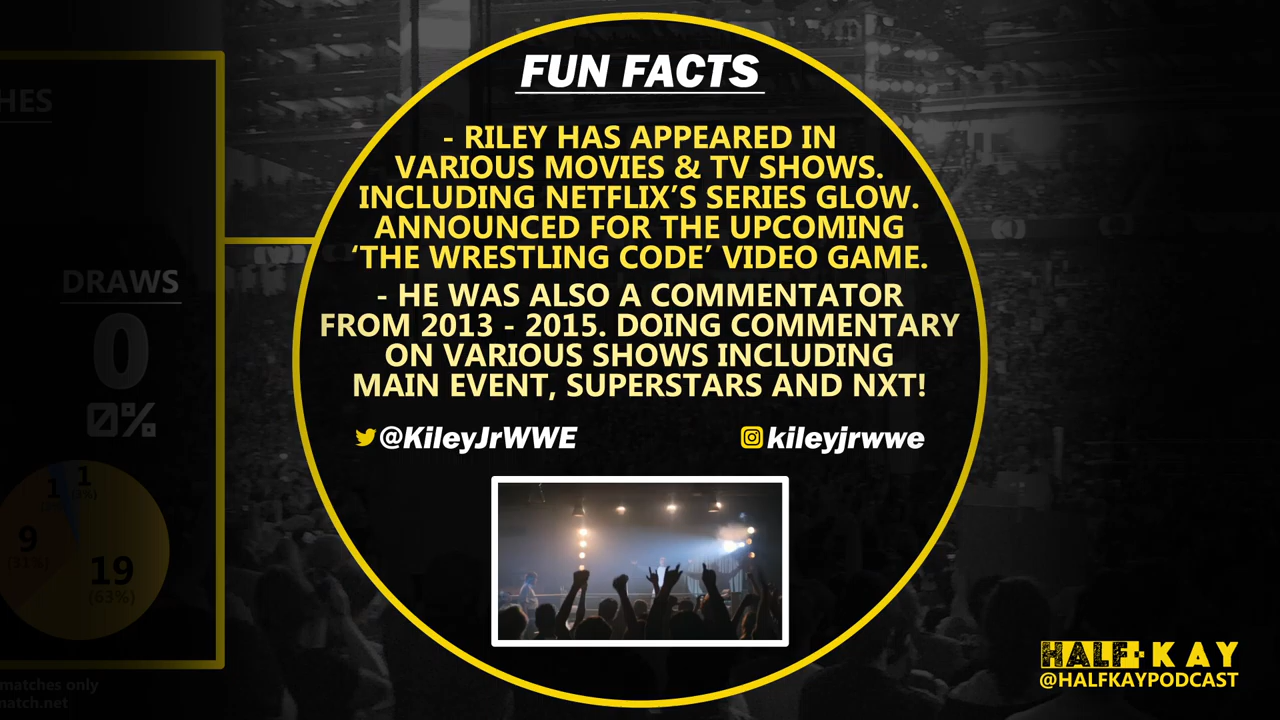 FUN FACTS
- RILEY HAS APPEARED IN
VARIOUS MOVIES & TV SHOWS.
INCLUDING NETFLIX'S SERIES GLOW.
ANNOUNCED FOR THE UPCOMING
‘THE WRESTLING CODE’ VIDEO GAME.
- HE WAS ALSO A COMMENTATOR
FROM 2013 - 2015. DOING COMMENTARY
ON VARIOUS SHOWS INCLUDING
MAIN EVENT, SUPERSTARS AND NXT!
@KileyJrWWE
kileyjrwwe
HES
DRAWS
0
0%
1
1
9
(31%)
19
(63%)
matches only
match.net
HALF-KAY
@HALFKAYPODCAST